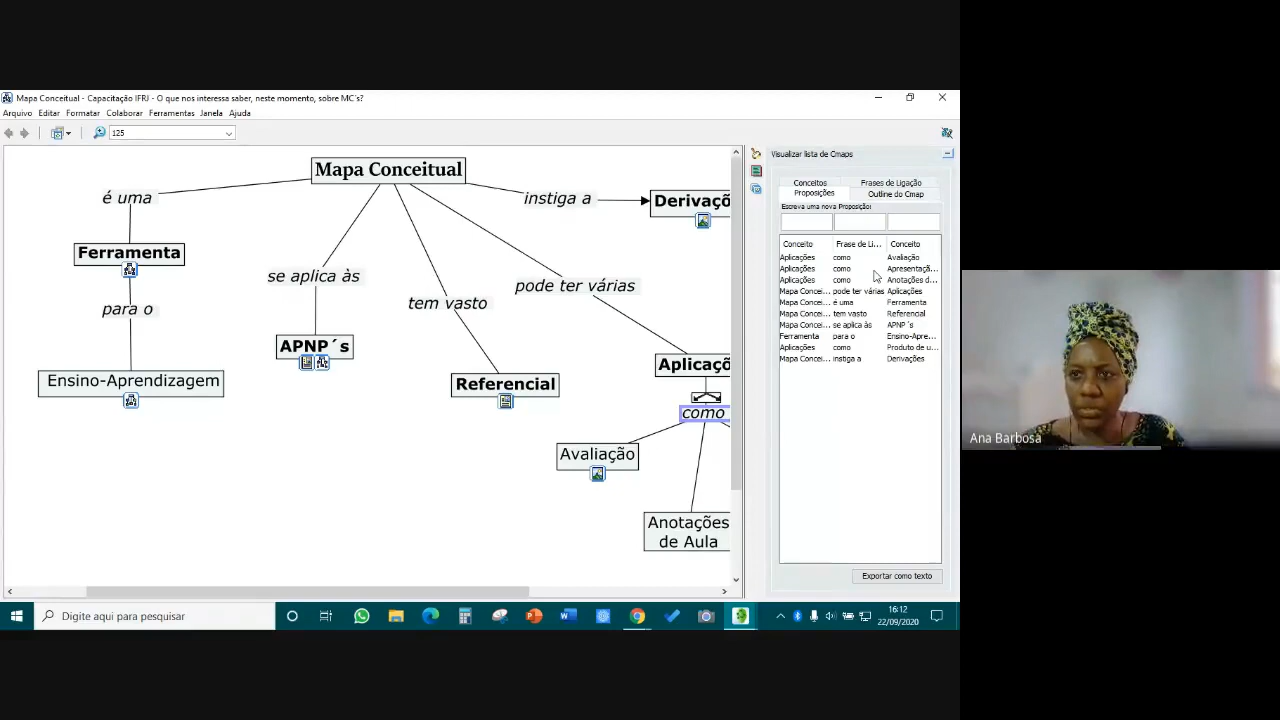 Mapa Conceitual - Capacitação IFRJ - O que nos interessa saber, neste momento, sobre MC's?
Arquivo Editar Formatar Colaborar Ferramentas Janela Ajuda
125
Mapa Conceitual
é uma
instiga a
Derivaçõ
Ferramenta
se aplica às
pode ter várias
tem vasto
para o
APNP´s
Aplicaçõ
Ensino-Aprendizagem
Referencial
como
Avaliação
Anotações
de Aula
Visualizar lista de Cmaps
Conceitos Frases de Ligação
Proposições Outline do Cmap
Escreva uma nova Proposição:
Conceito Frase de Li... Conceito
Aplicações como Avaliação
Aplicações como Apresentaçã...
Aplicações como Anotações d...
Mapa Concei... pode ter várias Aplicações
Mapa Concei... é uma Ferramenta
Mapa Concei... tem vasto Referencial
Mapa Concei... se aplica às APNP´s
Ferramenta para o Ensino-Apre...
Aplicações como Produto de u...
Mapa Concei... instiga a Derivações
Exportar como texto
Ana Barbosa
Digite aqui para pesquisar
16:12
22/09/2020